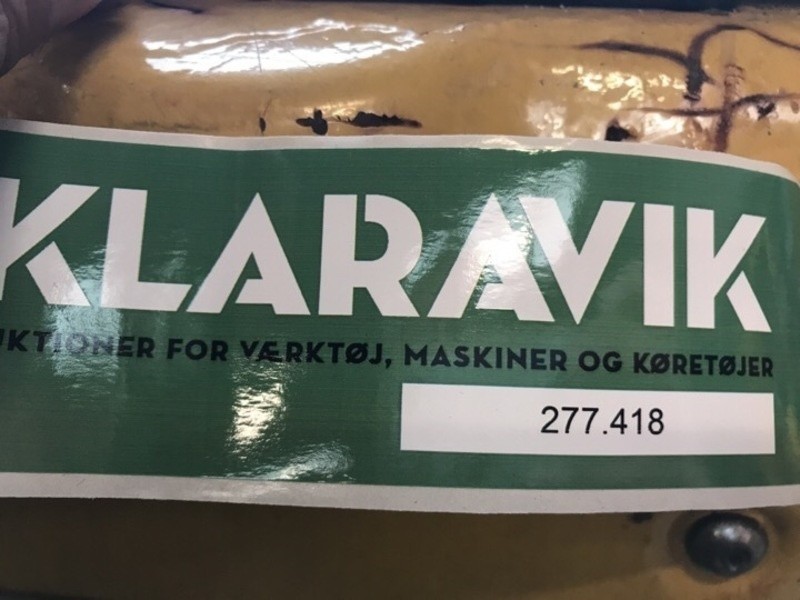 KLARAVIK
UKTIONER FOR VÆRKTØJ, MASKINER OG KØRETØJER
277.418